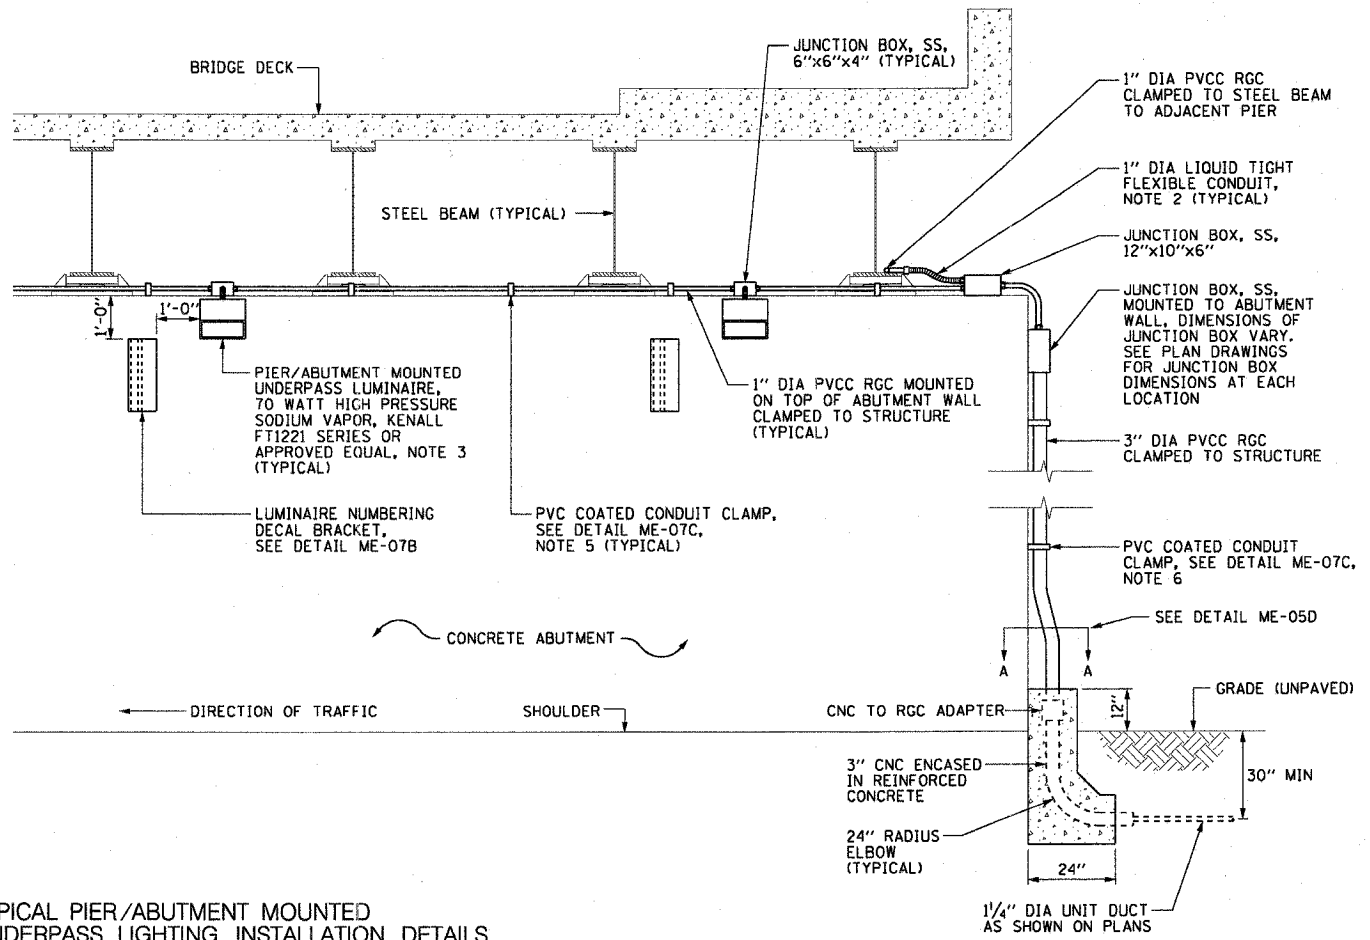 BRIDGE DECK
JUNCTION BOX, SS,
6"x6"x4" (TYPICAL)
1" DIA PVCC RGC
CLAMPED TO STEEL BEAM
TO ADJACENT PIER
1" DIA LIQUID TIGHT
FLEXIBLE CONDUIT,
NOTE 2 (TYPICAL)
STEEL BEAM (TYPICAL)
JUNCTION BOX, SS,
12"x10"x6"
JUNCTION BOX, SS,
MOUNTED TO ABUTMENT
WALL, DIMENSIONS OF
JUNCTION BOX VARY.
SEE PLAN DRAWINGS
FOR JUNCTION BOX
DIMENSIONS AT EACH
LOCATION
1'-0"
1'-0"
PIER/ABUTMENT MOUNTED
UNDERPASS LUMINAIRE,
70 WATT HIGH PRESSURE
SODIUM VAPOR, KENALL
FT1221 SERIES OR
APPROVED EQUAL, NOTE 3
(TYPICAL)
1" DIA PVCC RGC MOUNTED
ON TOP OF ABUTMENT WALL
CLAMPED TO STRUCTURE
(TYPICAL)
3" DIA PVCC RGC
CLAMPED TO STRUCTURE
LUMINAIRE NUMBERING
DECAL BRACKET,
SEE DETAIL ME-07B
PVC COATED CONDUIT CLAMP,
SEE DETAIL ME-07C,
NOTE 5 (TYPICAL)
PVC COATED CONDUIT
CLAMP, SEE DETAIL ME-07C,
NOTE 6
SEE DETAIL ME-05D
CONCRETE ABUTMENT
A
A
GRADE (UNPAVED)
DIRECTION OF TRAFFIC
SHOULDER
CNC TO RGC ADAPTER
12"
3" CNC ENCASED
IN REINFORCED
CONCRETE
30" MIN
24" RADIUS
ELBOW
(TYPICAL)
24"
1¼" DIA UNIT DUCT
AS SHOWN ON PLANS
PICAL PIER/ABUTMENT MOUNTED
NDERPASS LIGHTING INSTALLATION DETAILS